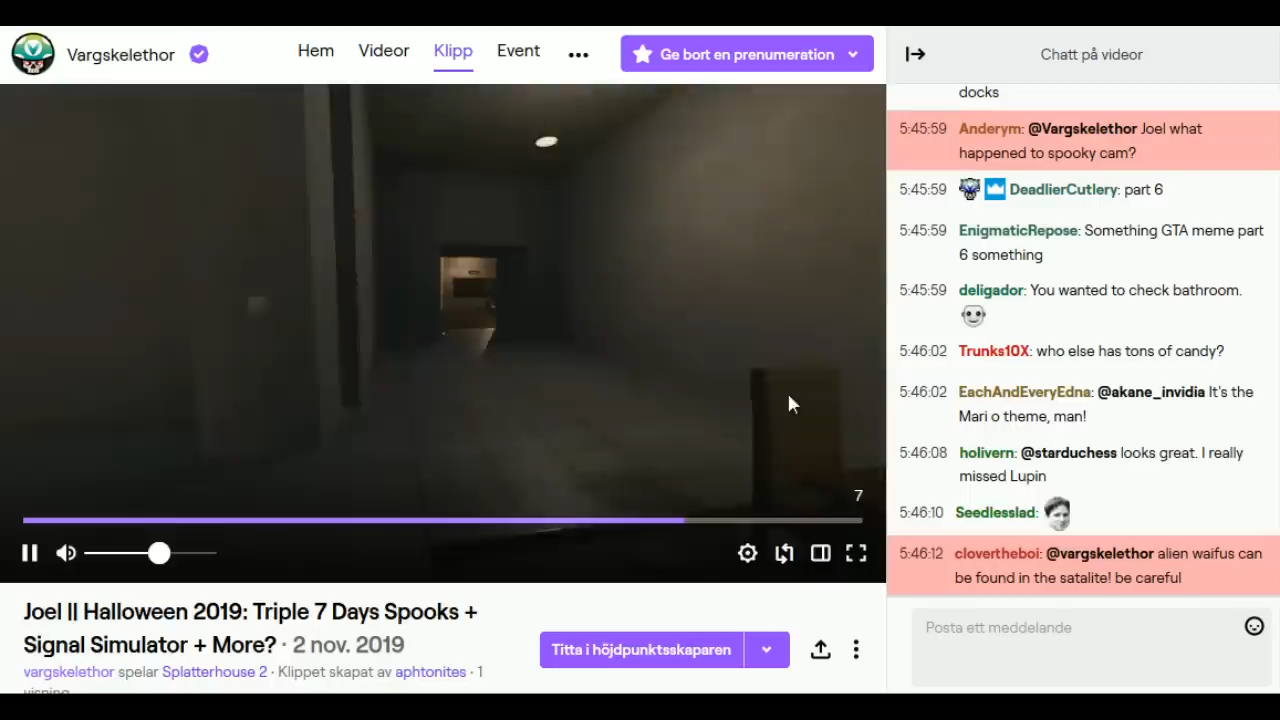 Vargskelethor
Hem Videor Klipp Event
Ge bort en prenumeration
7
Joel || Halloween 2019: Triple 7 Days Spooks +
Signal Simulator + More? · 2 nov. 2019
vargskelethor spelar Splatterhouse 2 · Klippet skapat av aphtonites · 1
visning
Titta i höjdpunktsskaparen
Chatt på videor
docks
5:45:59 Anderym: @Vargskelethor Joel what
happened to spooky cam?
5:45:59 DeadlierCutlery: part 6
5:45:59 EnigmaticRepose: Something GTA meme part
6 something
5:45:59 deligador: You wanted to check bathroom.
5:46:02 Trunks10X: who else has tons of candy?
5:46:02 EachAndEveryEdna: @akane_invidia It's the
Mari o theme, man!
5:46:08 holivern: @starduchess looks great. I really
missed Lupin
5:46:10 Seedlesslad:
5:46:12 clovertheboi: @vargskelethor alien waifus can
be found in the satalite! be careful
Posta ett meddelande